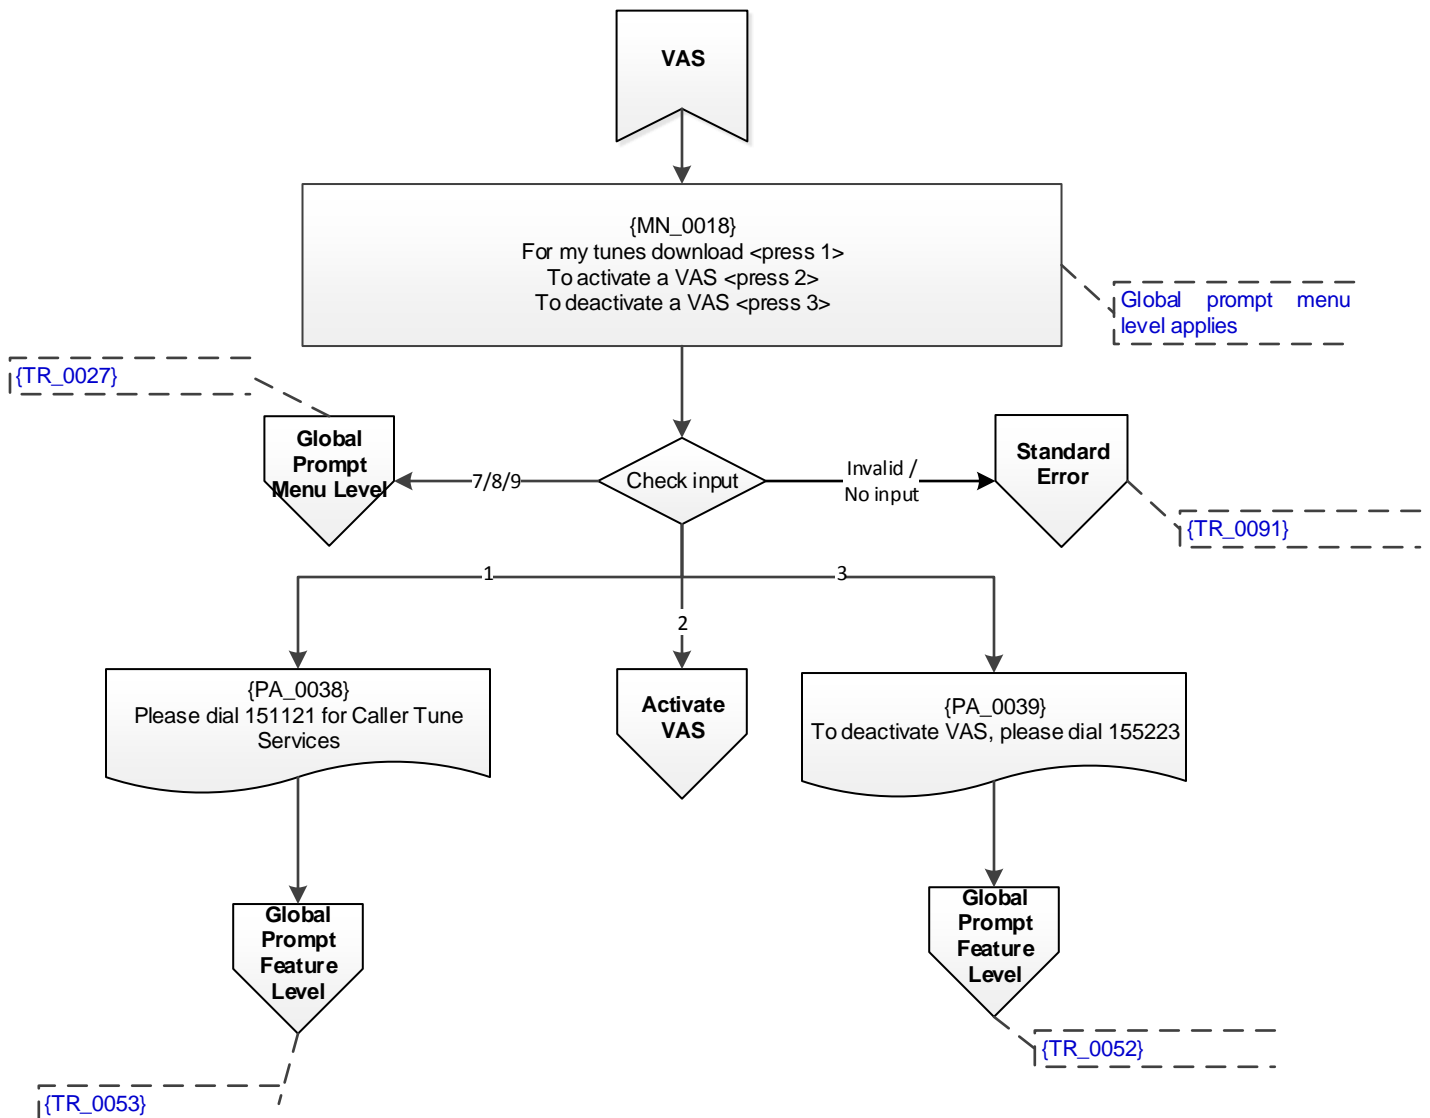 VAS
{MN_0018}
For my tunes download <press 1>
To activate a VAS <press 2>
To deactivate a VAS <press 3>
Global prompt menu
level applies
{TR_0027}
Global
Prompt
Menu Level
7/8/9
Check input
Invalid /
No input
Standard
Error
{TR_0091}
1
2
3
{PA_0038}
Please dial 151121 for Caller Tune
Services
Activate
VAS
{PA_0039}
To deactivate VAS, please dial 155223
Global
Prompt
Feature
Level
Global
Prompt
Feature
Level
{TR_0052}
{TR_0053}